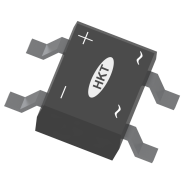 + ~
HKT
- ~